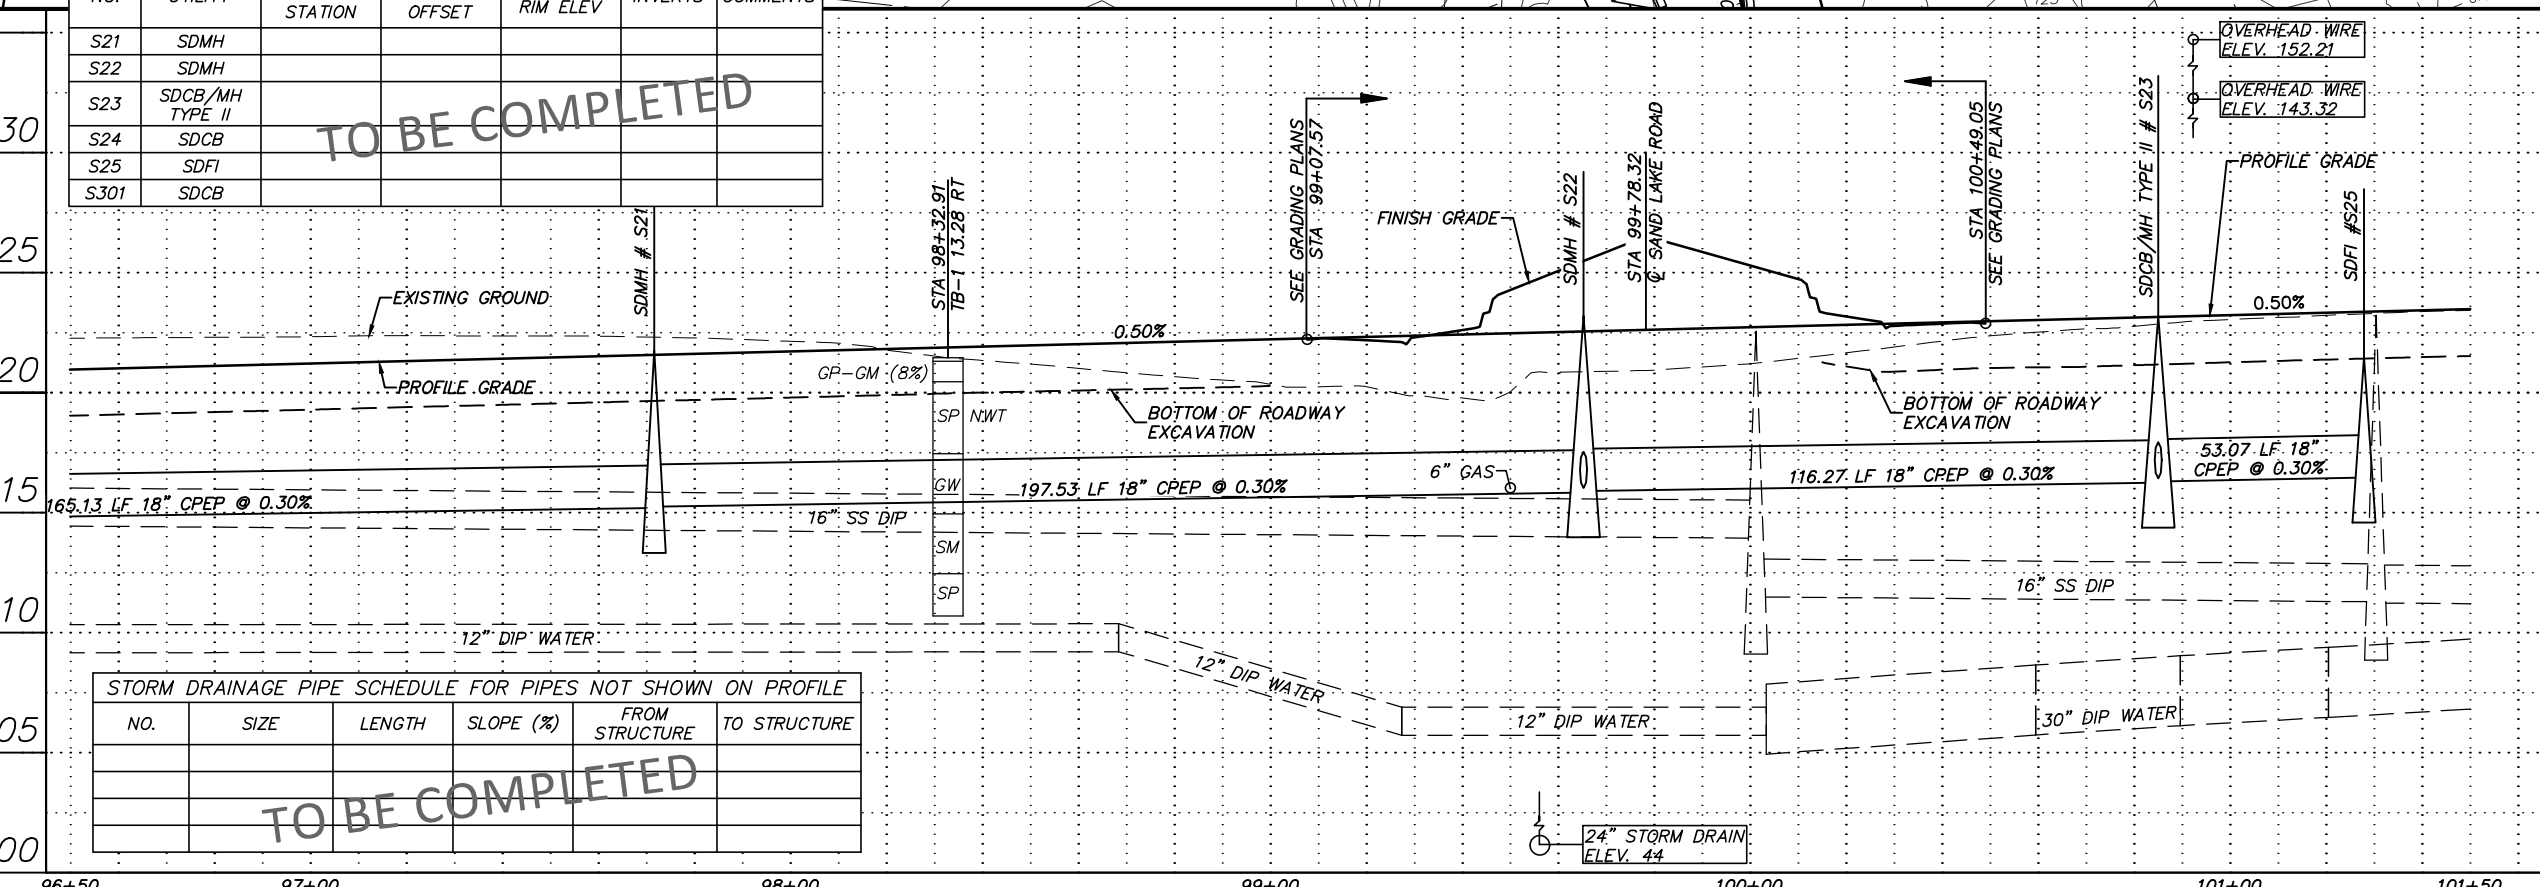 STATION OFFSET RIM ELEV
S21 SDMH
S22 SDMH
S23 SDCB/MH TYPE II
S24 SDCB
S25 SDFI
S301 SDCB
TO BE COMPLETED
OVERHEAD WIRE
ELEV. 152.21
OVERHEAD WIRE
ELEV. 143.32
SDMH # S21
STA 98+32.91
TB-1 13.28 RT
SEE GRADING PLANS
STA 99+07.57
FINISH GRADE
SDMH # S22
STA 99+78.32
℄ SAND LAKE ROAD
STA 100+49.05
SEE GRADING PLANS
SDCB/MH TYPE II # S23
PROFILE GRADE
SDFI #S25
EXISTING GROUND
0.50%
0.50%
PROFILE GRADE
GP-GM (8%)
SP NWT
GW
SM
SP
BOTTOM OF ROADWAY
EXCAVATION
BOTTOM OF ROADWAY
EXCAVATION
6" GAS
165.13 LF 18" CPEP @ 0.30%
197.53 LF 18" CPEP @ 0.30%
116.27 LF 18" CPEP @ 0.30%
53.07 LF 18"
CPEP @ 0.30%
16" SS DIP
16" SS DIP
12" DIP WATER
12" DIP WATER
12" DIP WATER
30" DIP WATER
STORM DRAINAGE PIPE SCHEDULE FOR PIPES NOT SHOWN ON PROFILE
NO. SIZE LENGTH SLOPE (%) FROM STRUCTURE TO STRUCTURE
TO BE COMPLETED
24" STORM DRAIN
ELEV. 44
30
25
20
15
10
05
00
96+50 97+00 98+00 99+00 100+00 101+00 101+50